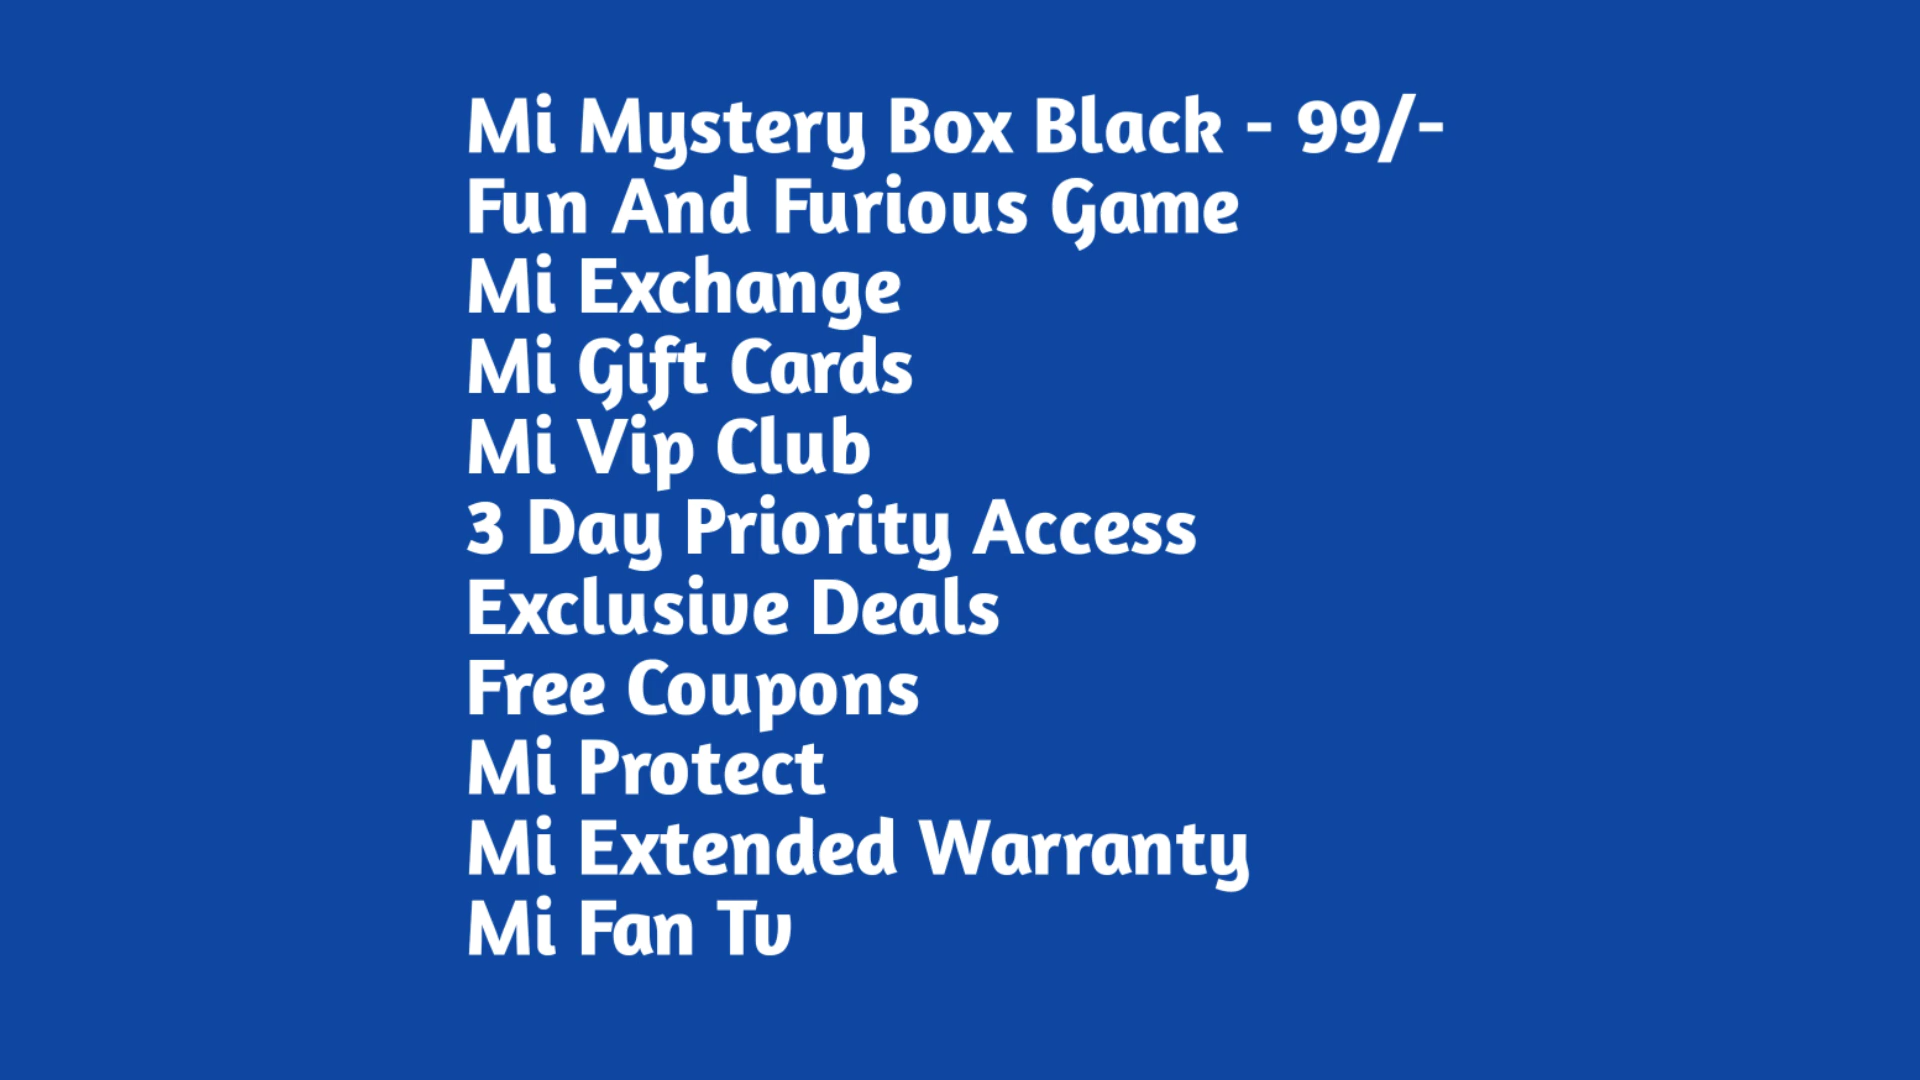 Mi Mystery Box Black - 99/-
Fun And Furious Game
Mi Exchange
Mi Gift Cards
Mi Vip Club
3 Day Priority Access
Exclusive Deals
Free Coupons
Mi Protect
Mi Extended Warranty
Mi Fan Tv